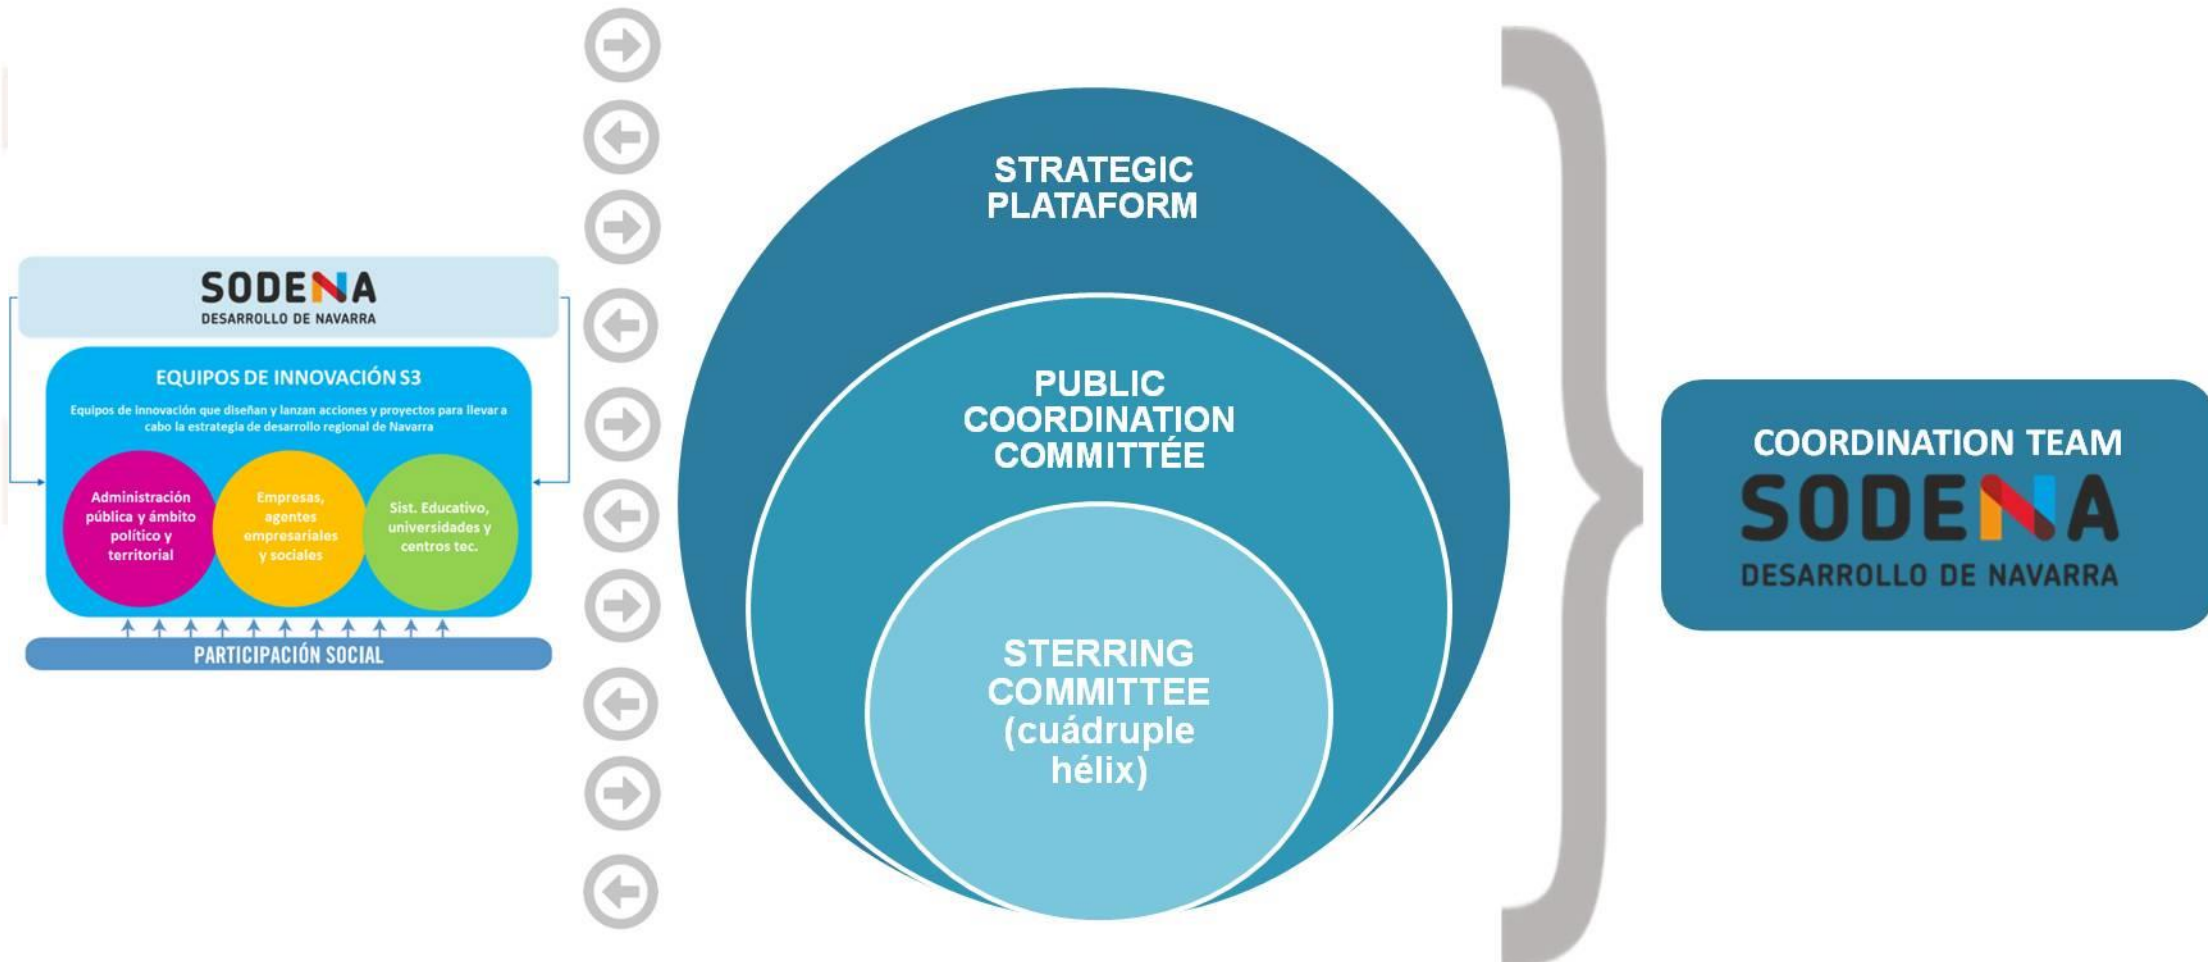 SODENA
DESARROLLO DE NAVARRA
EQUIPOS DE INNOVACIÓN S3
Equipos de innovación que diseñan y lanzan acciones y proyectos para llevar a
cabo la estrategia de desarrollo regional de Navarra
Administración
pública y ámbito
político y
territorial
Empresas,
agentes
empresariales
y sociales
Sist. Educativo,
universidades y
centros tec.
PARTICIPACIÓN SOCIAL
STRATEGIC
PLATAFORM
PUBLIC
COORDINATION
COMMITTÉE
STERRING
COMMITTEE
(cuádruple
hélix)
COORDINATION TEAM
SODENA
DESARROLLO DE NAVARRA